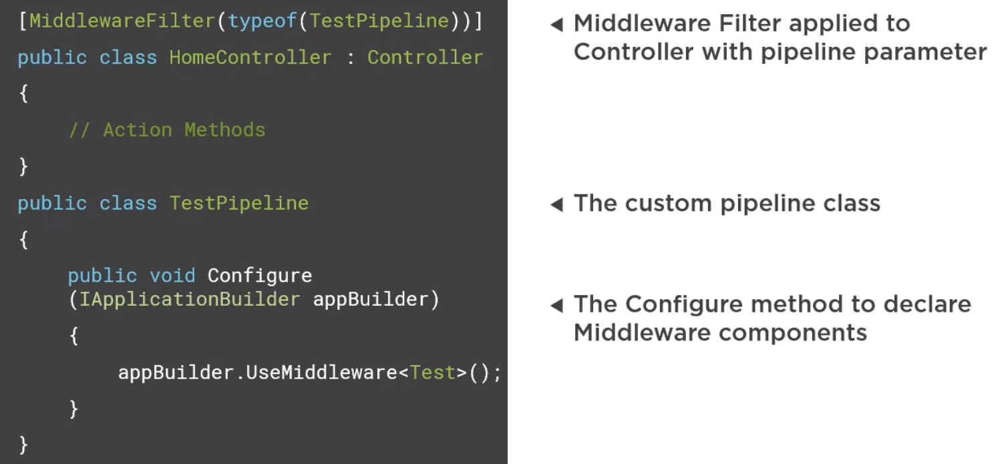 [MiddlewareFilter(typeof(TestPipeline))]
public class HomeController : Controller
{
// Action Methods
}
public class TestPipeline
{
public void Configure
(IApplicationBuilder appBuilder)
{
appBuilder.UseMiddleware<Test>();
}
}
◀ Middleware Filter applied to
Controller with pipeline parameter
◀ The custom pipeline class
◀ The Configure method to declare
Middleware components